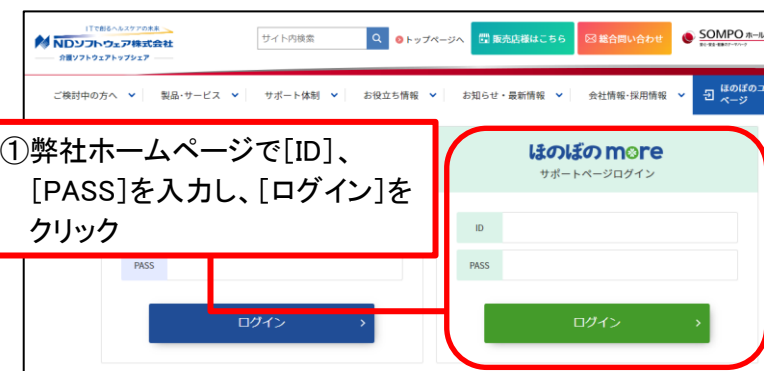 ITで創るヘルスケアの未来
NDソフトウェア株式会社
介護ソフトウェアトップシェア
サイト内検索
トップページへ
販売店様はこちら
総合問い合わせ
SOMPO ホール
ご検討中の方へ
製品・サービス
サポート体制
お役立ち情報
お知らせ・最新情報
会社情報・採用情報
ほのぼのユ
ページ
①弊社ホームページで[ID]、
[PASS]を入力し、[ログイン]を
クリック
PASS
ログイン
ほのぼの more
サポートページログイン
ID
PASS
ログイン